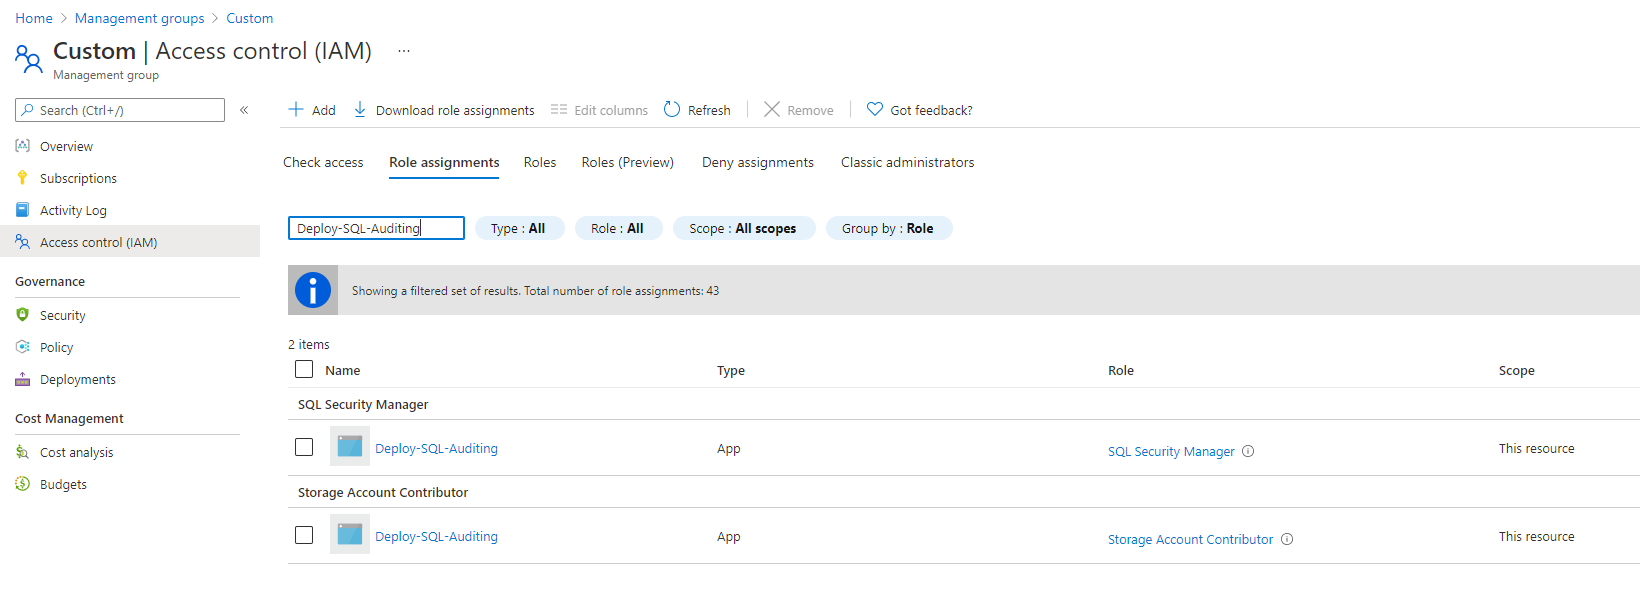 Home > Management groups > Custom
Custom | Access control (IAM) ...
Management group
Search (Ctrl+/) «
Add Download role assignments Edit columns Refresh Remove Got feedback?
Overview
Subscriptions
Activity Log
Access control (IAM)
Governance
Security
Policy
Deployments
Cost Management
Cost analysis
Budgets
Check access Role assignments Roles Roles (Preview) Deny assignments Classic administrators
Deploy-SQL-Auditing Type : All Role : All Scope : All scopes Group by : Role
Showing a filtered set of results. Total number of role assignments: 43
2 items
Name Type Role Scope
SQL Security Manager
Deploy-SQL-Auditing App SQL Security Manager This resource
Storage Account Contributor
Deploy-SQL-Auditing App Storage Account Contributor This resource